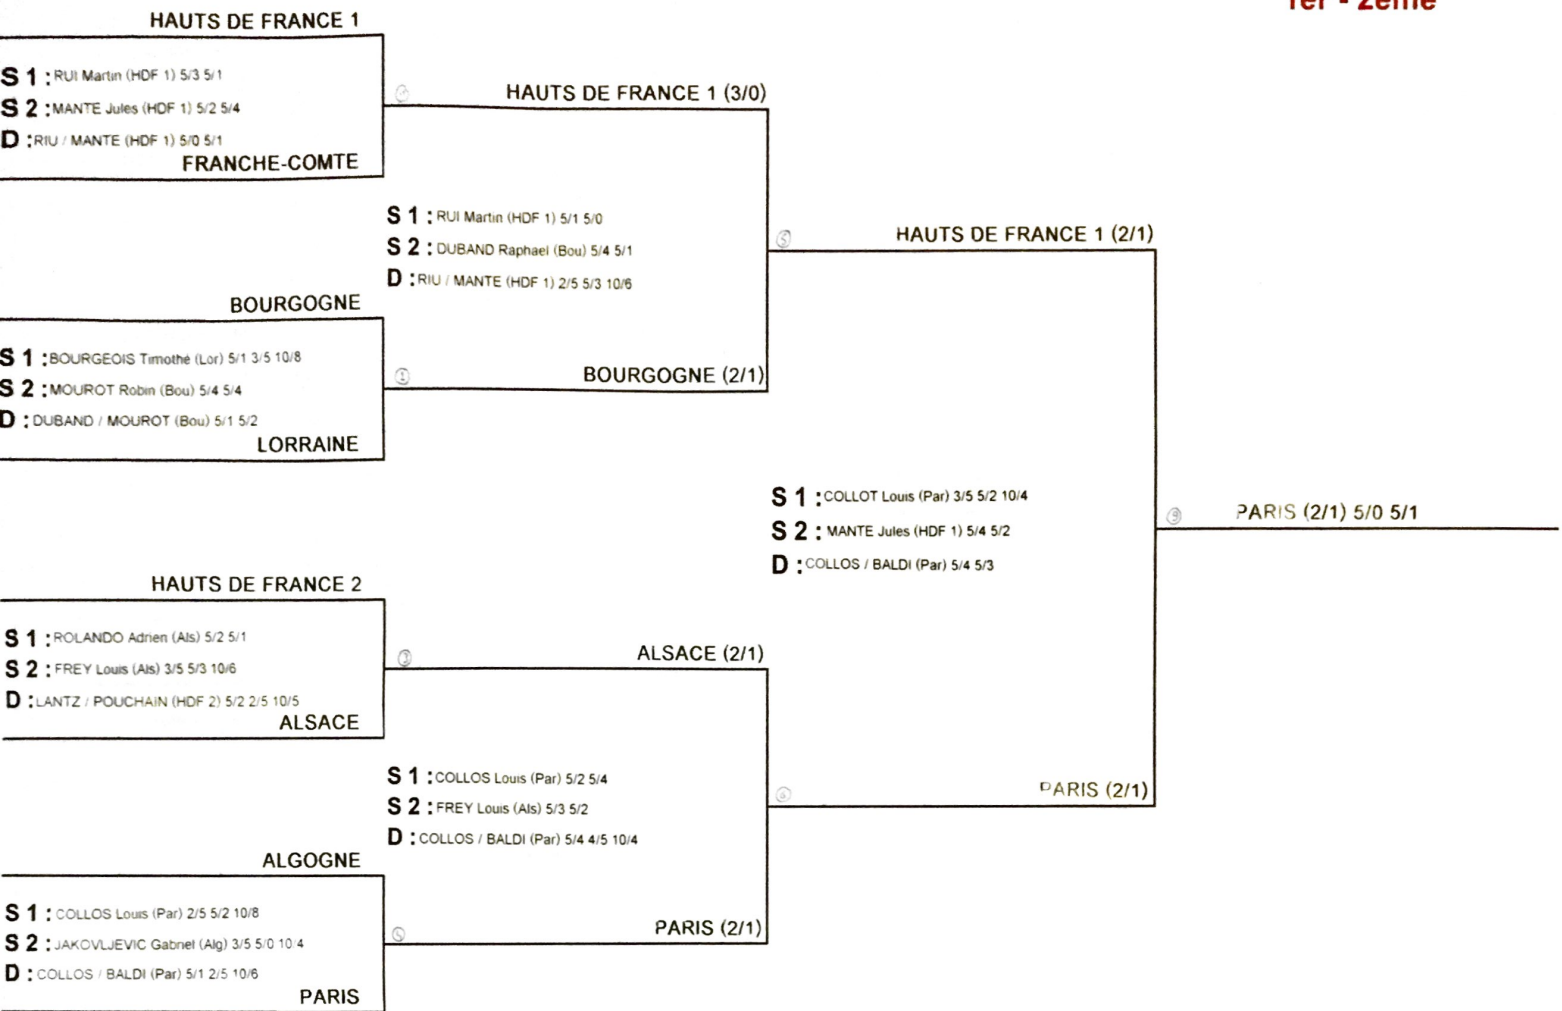 1er - 2ème
HAUTS DE FRANCE 1
S 1 : RUI Martin (HDF 1) 5/3 5/1
S 2 : MANTE Jules (HDF 1) 5/2 5/4
D : RIU / MANTE (HDF 1) 5/0 5/1
FRANCHE-COMTE
HAUTS DE FRANCE 1 (3/0)
S 1 : RUI Martin (HDF 1) 5/1 5/0
S 2 : DUBAND Raphael (Bou) 5/4 5/1
D : RIU / MANTE (HDF 1) 2/5 5/3 10/6
HAUTS DE FRANCE 1 (2/1)
BOURGOGNE
S 1 : BOURGEOIS Timothé (Lor) 5/1 3/5 10/8
S 2 : MOUROT Robin (Bou) 5/4 5/4
D : DUBAND / MOUROT (Bou) 5/1 5/2
LORRAINE
1
BOURGOGNE (2/1)
S 1 : COLLOT Louis (Par) 3/5 5/2 10/4
S 2 : MANTE Jules (HDF 1) 5/4 5/2
D : COLLOS / BALDI (Par) 5/4 5/3
PARIS (2/1) 5/0 5/1
HAUTS DE FRANCE 2
S 1 : ROLANDO Adrien (Als) 5/2 5/1
S 2 : FREY Louis (Als) 3/5 5/3 10/6
D : LANTZ / POUCHAIN (HDF 2) 5/2 2/5 10/5
ALSACE
ALSACE (2/1)
S 1 : COLLOS Louis (Par) 5/2 5/4
S 2 : FREY Louis (Als) 5/3 5/2
D : COLLOS / BALDI (Par) 5/4 4/5 10/4
PARIS (2/1)
ALGOGNE
S 1 : COLLOS Louis (Par) 2/5 5/2 10/8
S 2 : JAKOVLJEVIC Gabriel (Alg) 3/5 5/0 10/4
D : COLLOS / BALDI (Par) 5/1 2/5 10/6
PARIS
PARIS (2/1)